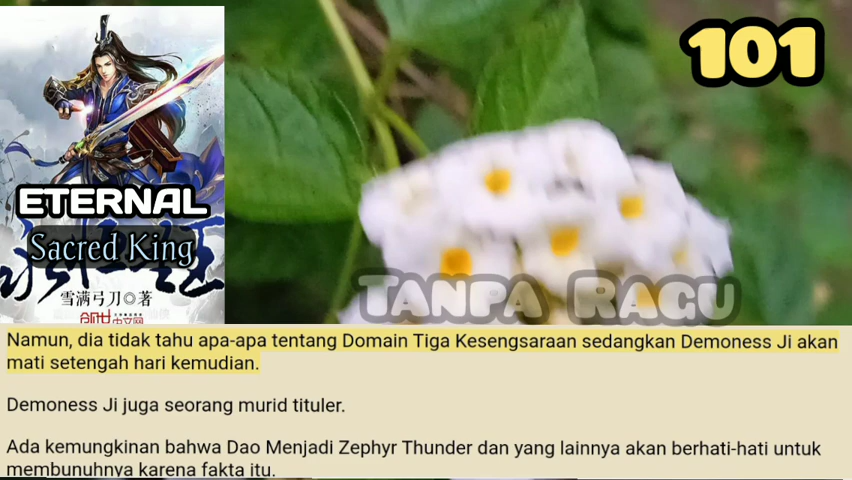 101
ETERNAL
Sacred King
雪满弓刀◎著
TANPA RAGU
Namun, dia tidak tahu apa-apa tentang Domain Tiga Kesengsaraan sedangkan Demoness Ji akan
mati setengah hari kemudian.
Demoness Ji juga seorang murid tituler.
Ada kemungkinan bahwa Dao Menjadi Zephyr Thunder dan yang lainnya akan berhati-hati untuk
membunuhnya karena fakta itu.